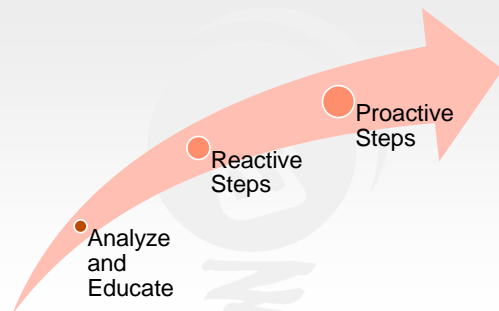 Proactive
Steps
Reactive
Steps
Analyze
and
Educate